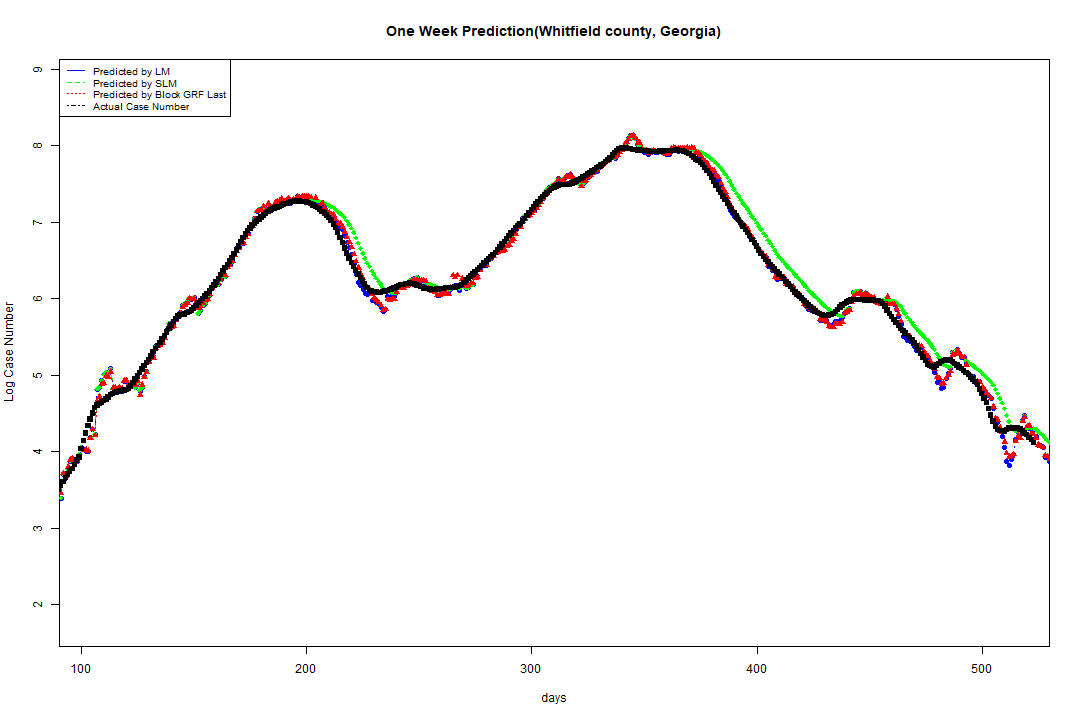 One Week Prediction(Whitfield county, Georgia)
Predicted by LM
Predicted by SLM
Predicted by Block GRF Last
Actual Case Number
9
8
7
6
5
4
3
2
Log Case Number
100 200 300 400 500
days